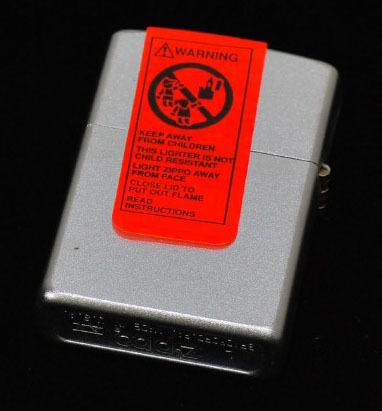 WARNING
KEEP AWAY
FROM CHILDREN
THIS LIGHTER IS NOT
CHILD RESISTANT
LIGHT ZIPPO AWAY
FROM FACE
CLOSE LID TO
PUT OUT FLAME
READ
INSTRUCTIONS
Zippo